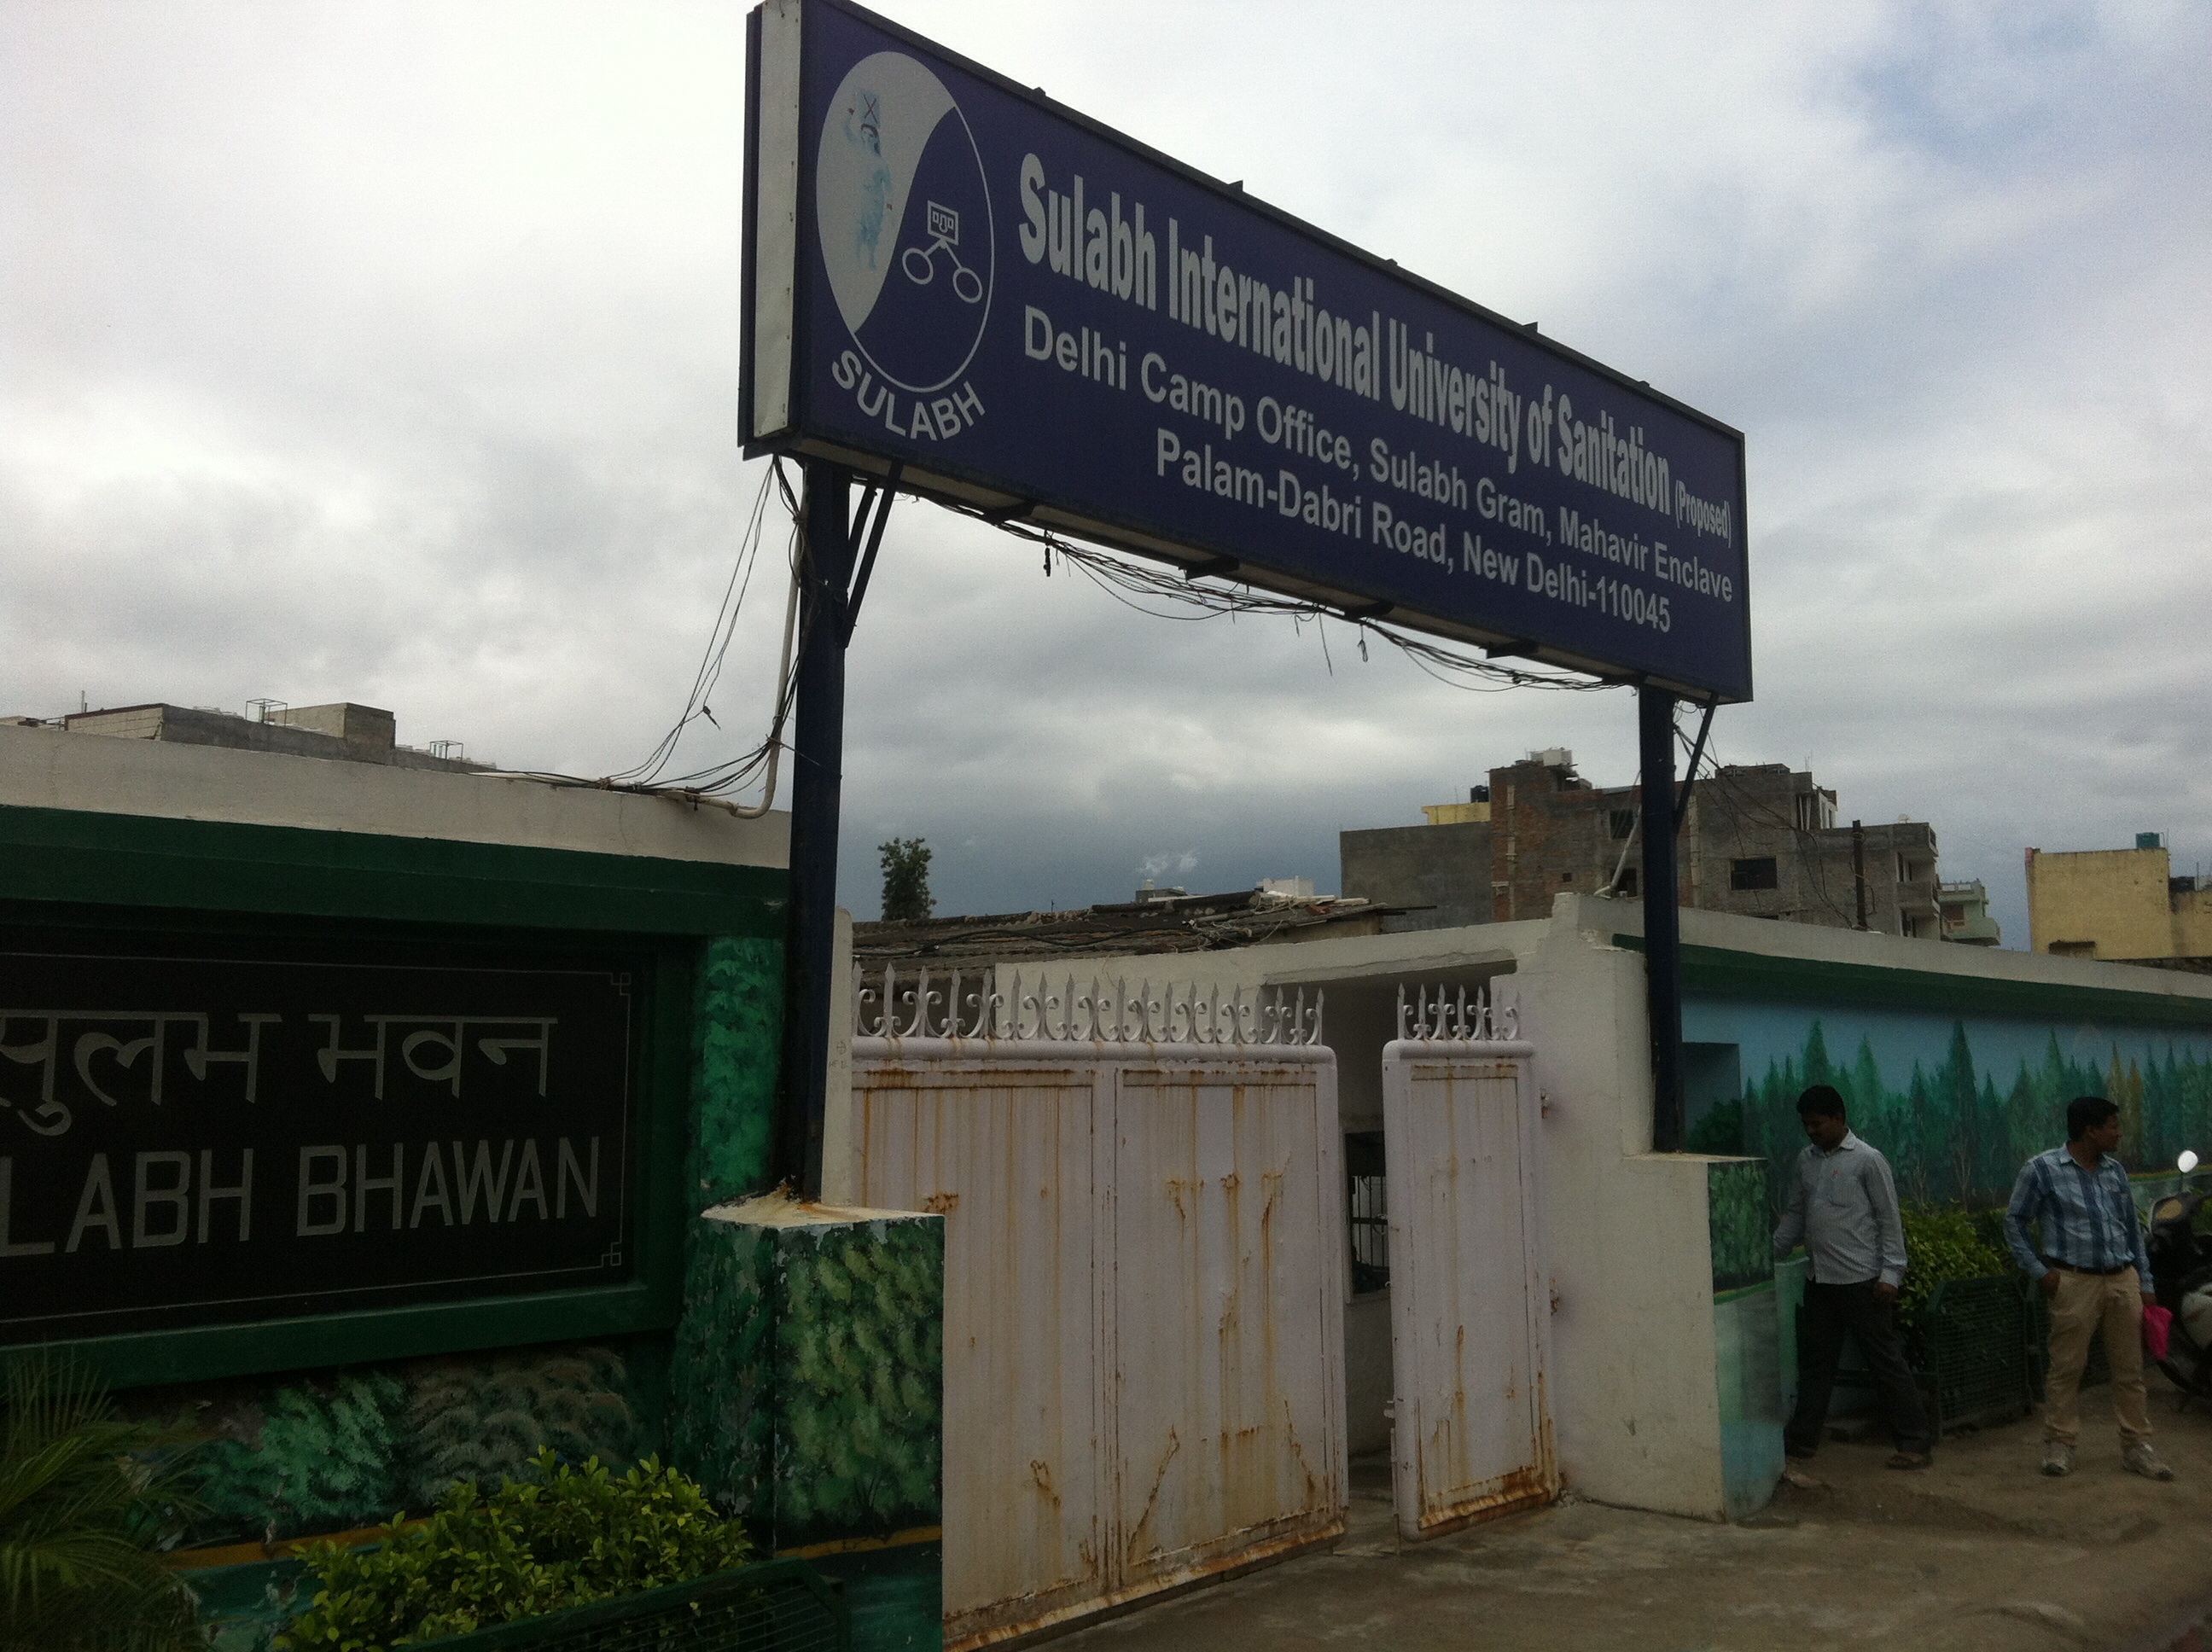 SULABH
Sulabh International University of Sanitation (Proposed)
Delhi Camp Office, Sulabh Gram, Mahavir Enclave
Palam-Dabri Road, New Delhi-110045
सुलभ भवन
LABH BHAWAN